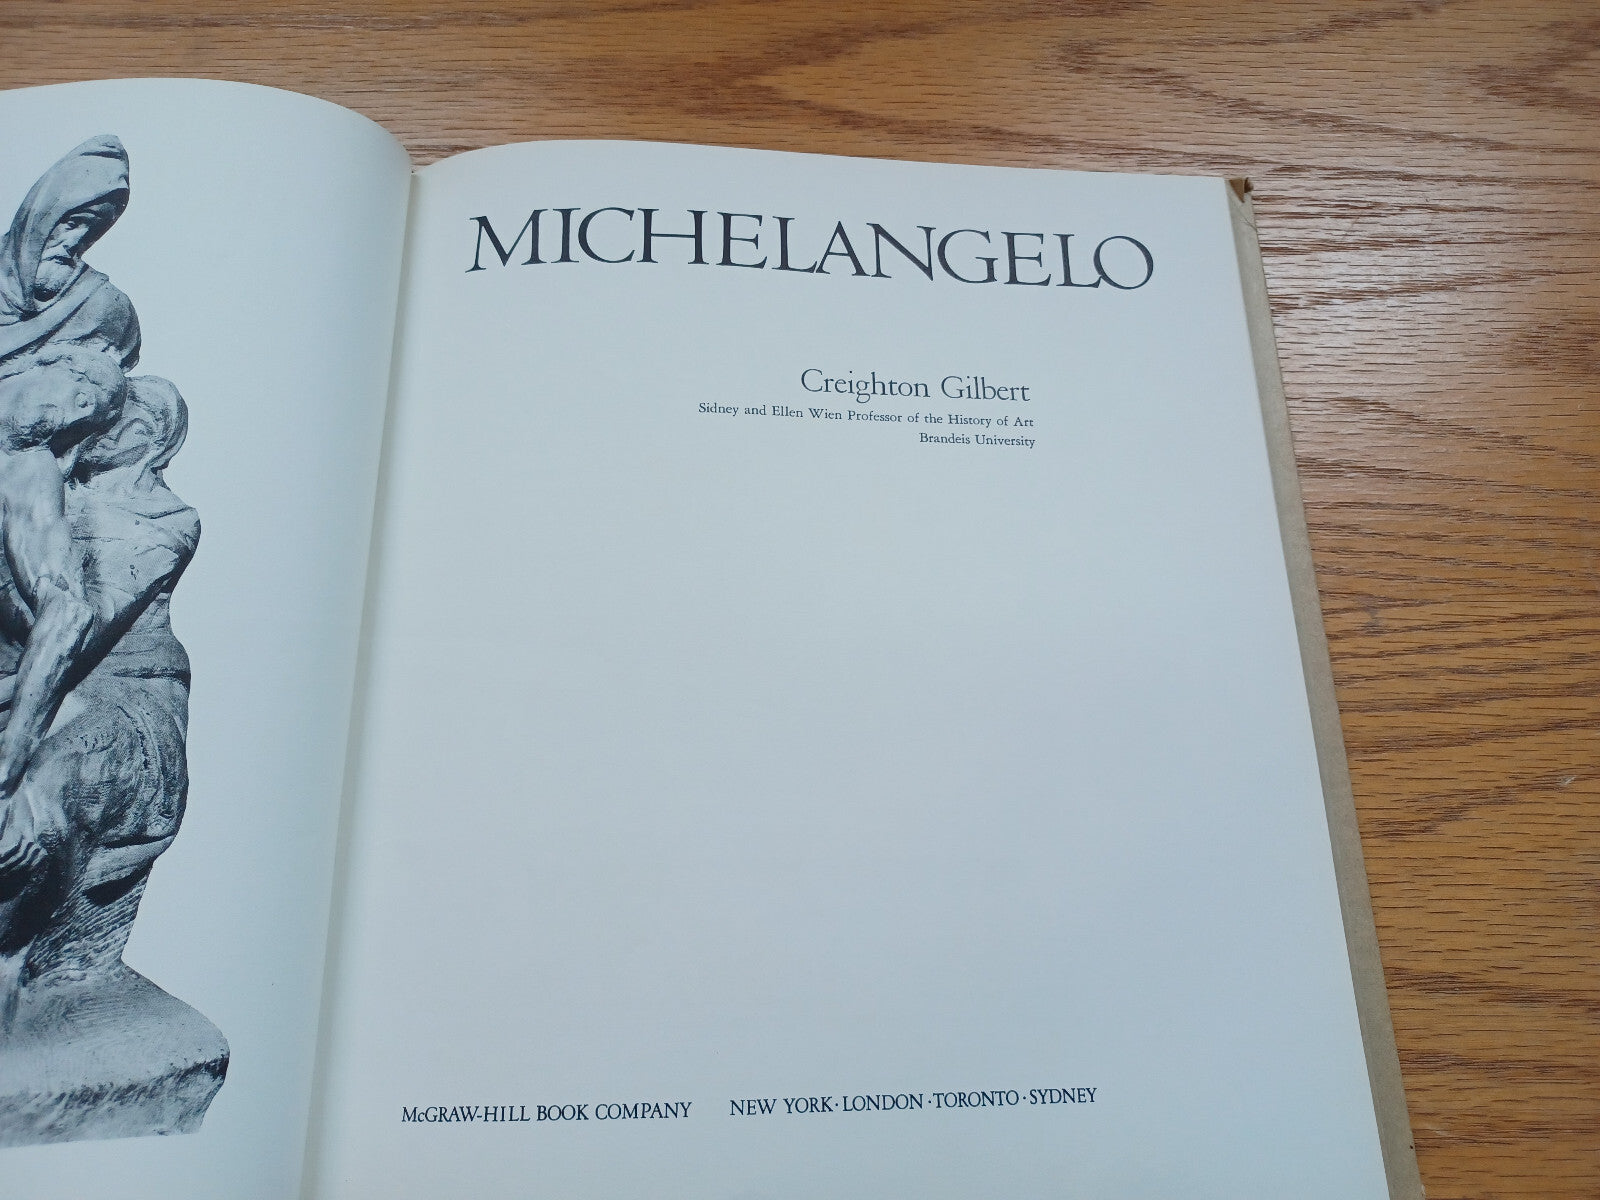 MICHELANGELO
Creighton Gilbert
Sidney and Ellen Wien Professor of the History of Art
Brandeis University
McGRAW-HILL BOOK COMPANY NEW YORK · LONDON · TORONTO · SYDNEY